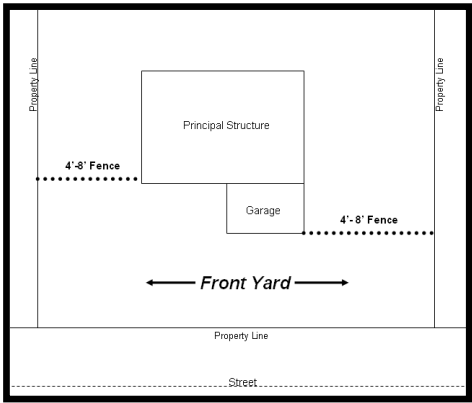 Property Line
Property Line
Principal Structure
4'-8' Fence
Garage
4'- 8' Fence
Front Yard
Property Line
Street